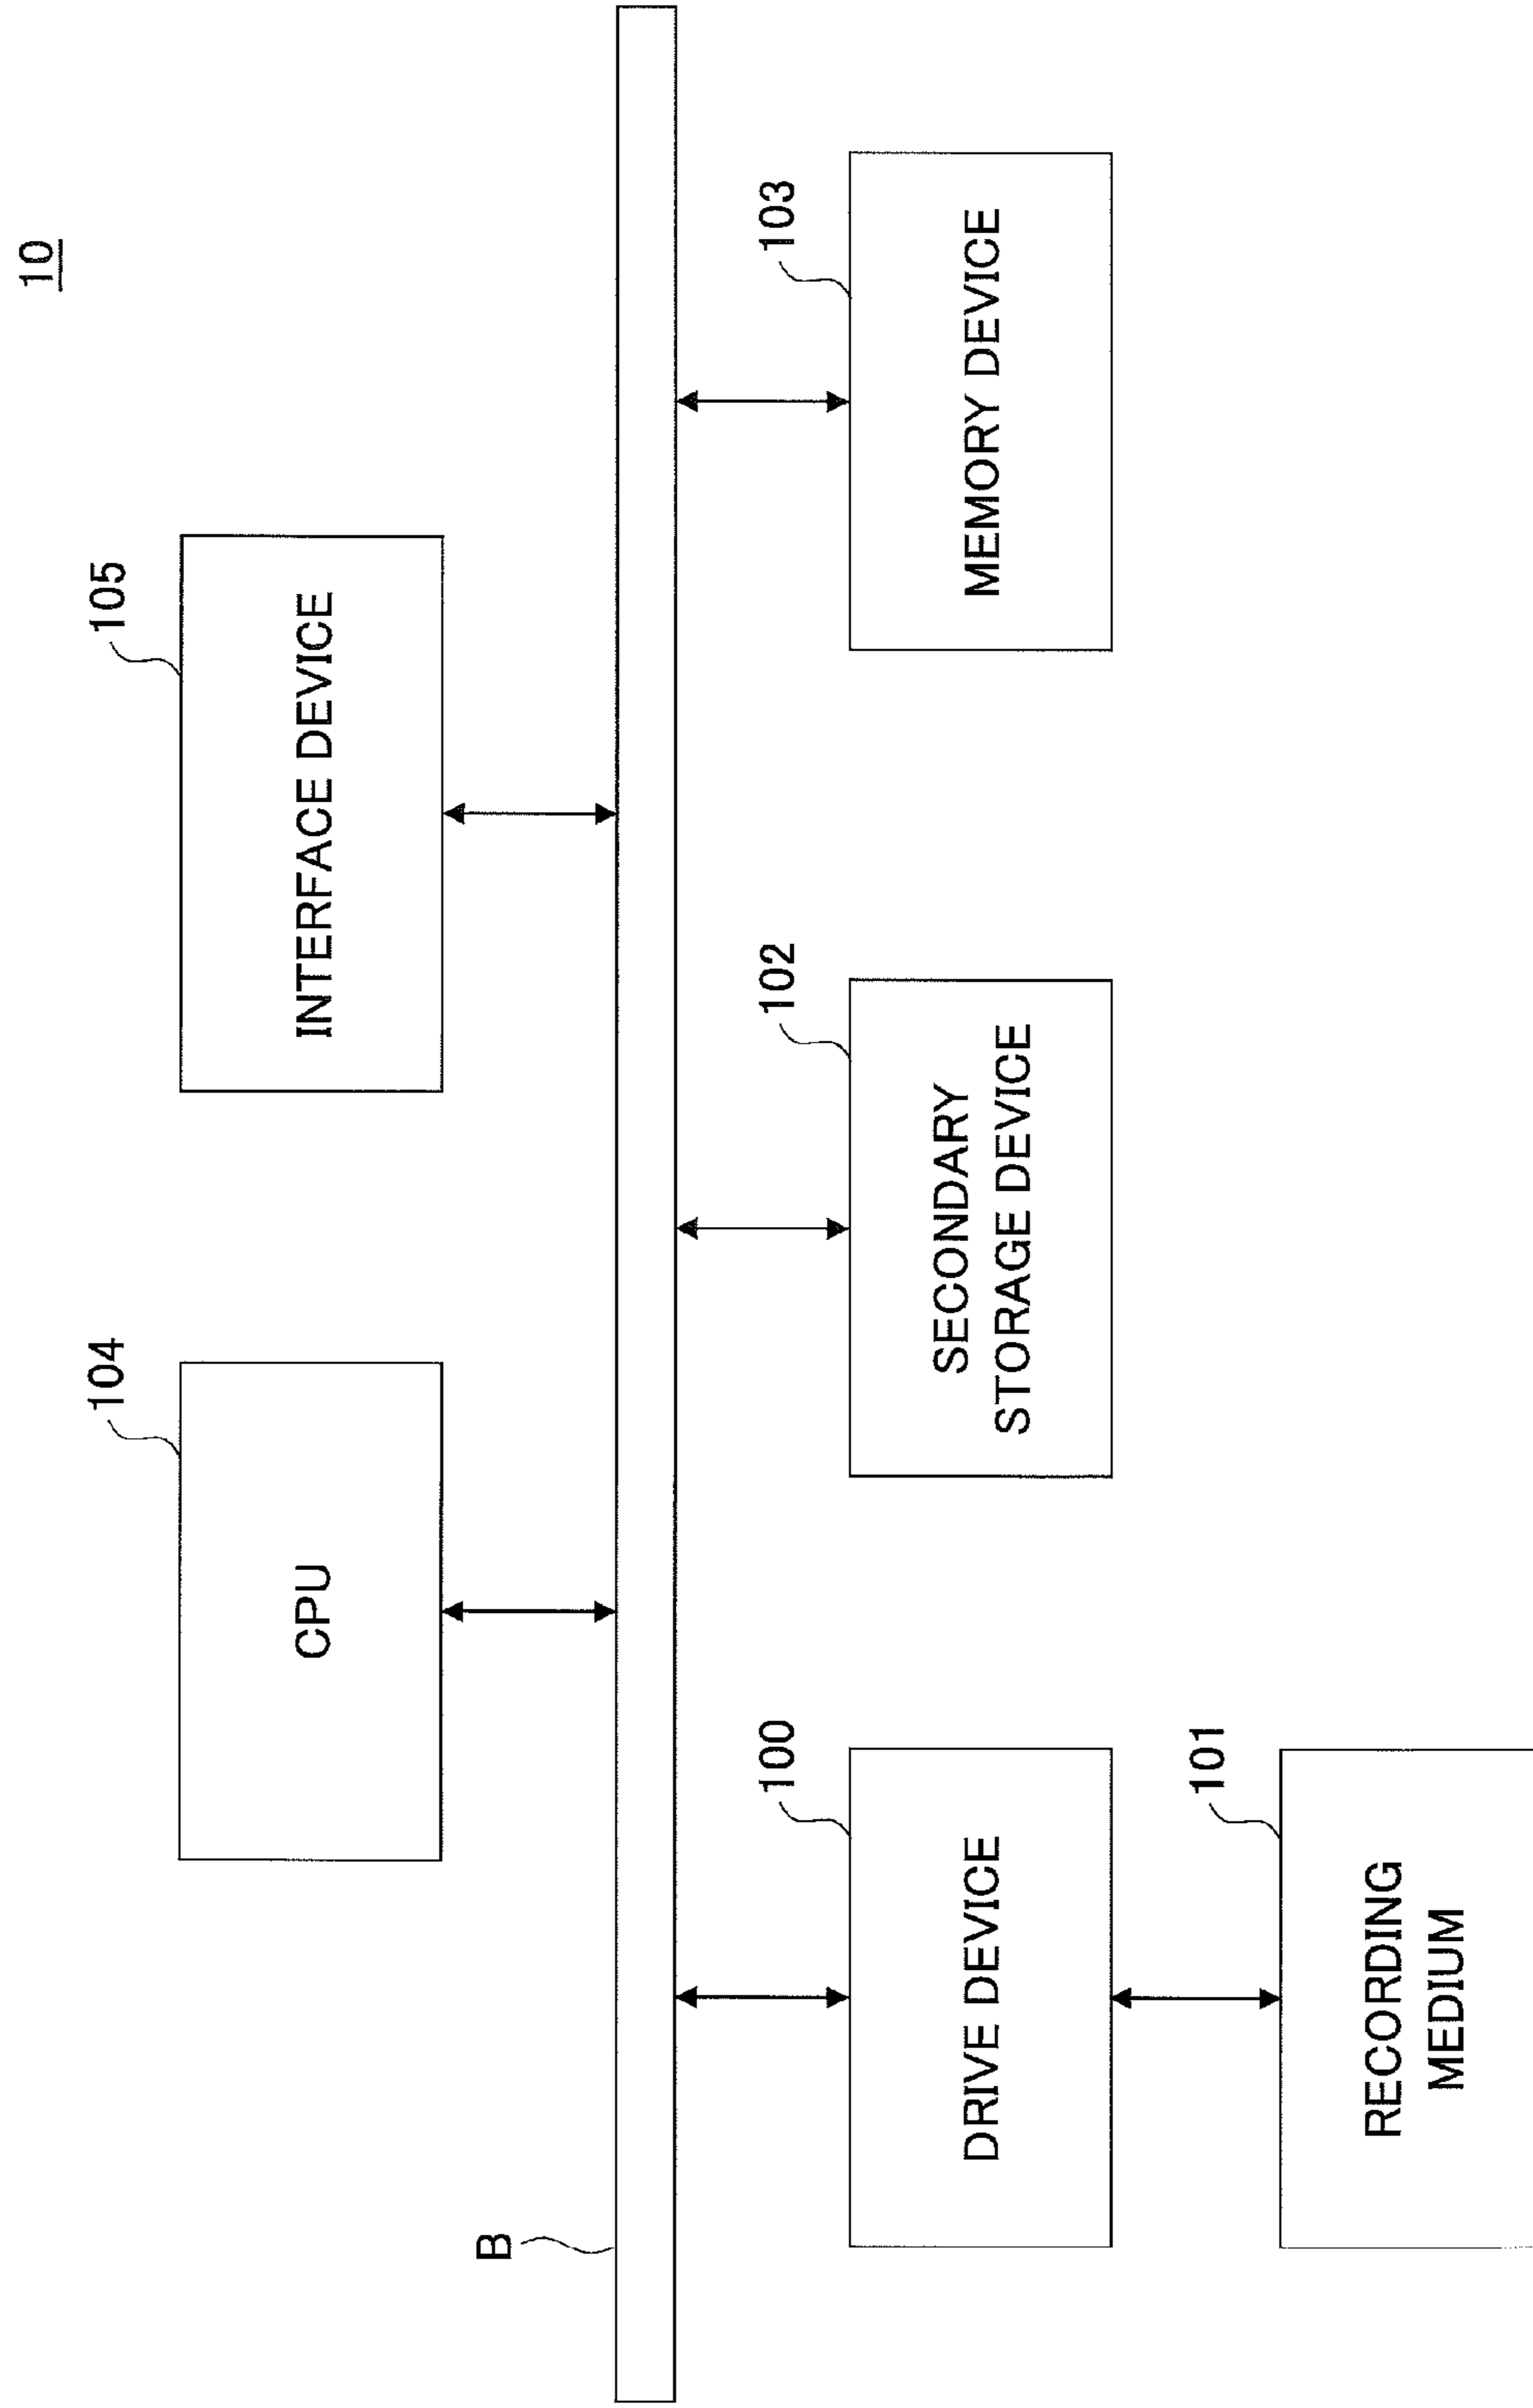 10
104
CPU
105
INTERFACE DEVICE
B
100
DRIVE DEVICE
102
SECONDARY
STORAGE DEVICE
103
MEMORY DEVICE
101
RECORDING
MEDIUM